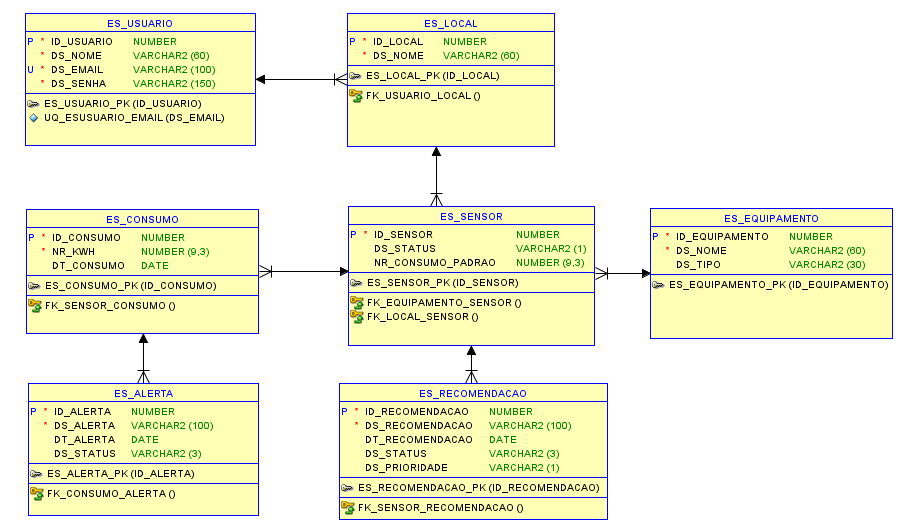 ES_USUARIO
P * ID_USUARIO NUMBER
* DS_NOME VARCHAR2 (60)
U * DS_EMAIL VARCHAR2 (100)
* DS_SENHA VARCHAR2 (150)
ES_USUARIO_PK (ID_USUARIO)
UQ_ESUSUARIO_EMAIL (DS_EMAIL)
ES_LOCAL
P * ID_LOCAL NUMBER
* DS_NOME VARCHAR2 (60)
ES_LOCAL_PK (ID_LOCAL)
FK_USUARIO_LOCAL ()
ES_CONSUMO
P * ID_CONSUMO NUMBER
* NR_KWH NUMBER (9,3)
DT_CONSUMO DATE
ES_CONSUMO_PK (ID_CONSUMO)
FK_SENSOR_CONSUMO ()
ES_SENSOR
P * ID_SENSOR NUMBER
DS_STATUS VARCHAR2 (1)
NR_CONSUMO_PADRAO NUMBER (9,3)
ES_SENSOR_PK (ID_SENSOR)
FK_EQUIPAMENTO_SENSOR ()
FK_LOCAL_SENSOR ()
ES_EQUIPAMENTO
P * ID_EQUIPAMENTO NUMBER
* DS_NOME VARCHAR2 (60)
* DS_TIPO VARCHAR2 (30)
ES_EQUIPAMENTO_PK (ID_EQUIPAMENTO)
ES_ALERTA
P * ID_ALERTA NUMBER
* DS_ALERTA VARCHAR2 (100)
DT_ALERTA DATE
DS_STATUS VARCHAR2 (3)
ES_ALERTA_PK (ID_ALERTA)
FK_CONSUMO_ALERTA ()
ES_RECOMENDACAO
P * ID_RECOMENDACAO NUMBER
* DS_RECOMENDACAO VARCHAR2 (100)
DT_RECOMENDACAO DATE
DS_STATUS VARCHAR2 (3)
DS_PRIORIDADE VARCHAR2 (1)
ES_RECOMENDACAO_PK (ID_RECOMENDACAO)
FK_SENSOR_RECOMENDACAO ()